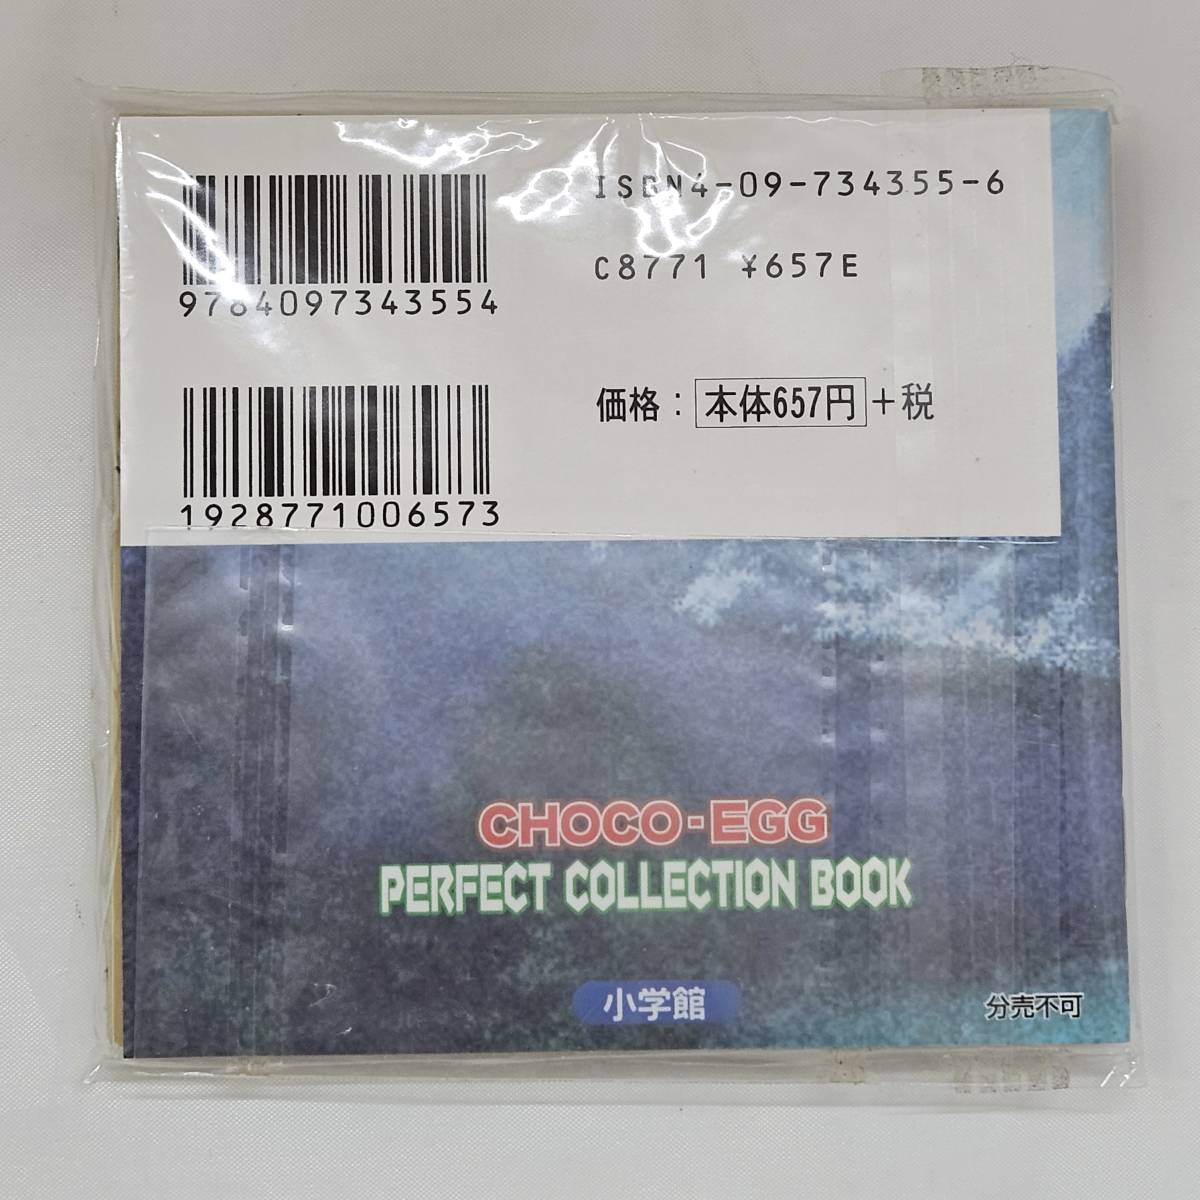 ISBN4-09-734355-6
C8771 ¥657E
9784097343554
価格：本体657円＋税
1928771006573
CHOCO-EGG
PERFECT COLLECTION BOOK
小学館
分売不可